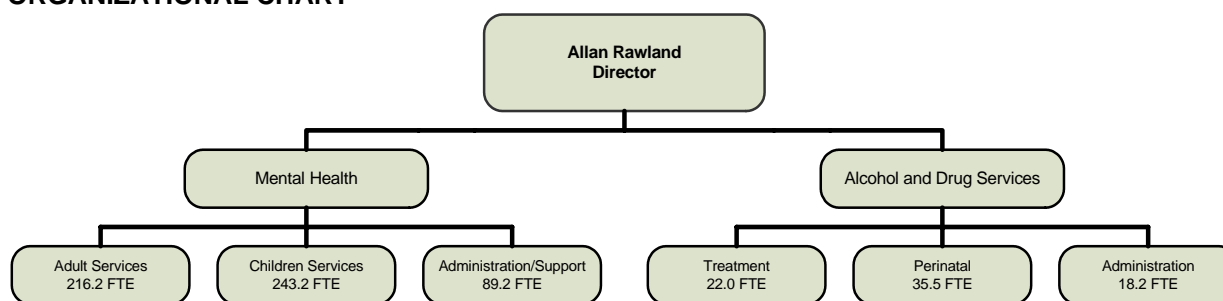 ORGANIZATIONAL CHART
Allan Rawland
Director
Mental Health
Alcohol and Drug Services
Adult Services
216.2 FTE
Children Services
243.2 FTE
Administration/Support
89.2 FTE
Treatment
22.0 FTE
Perinatal
35.5 FTE
Administration
18.2 FTE